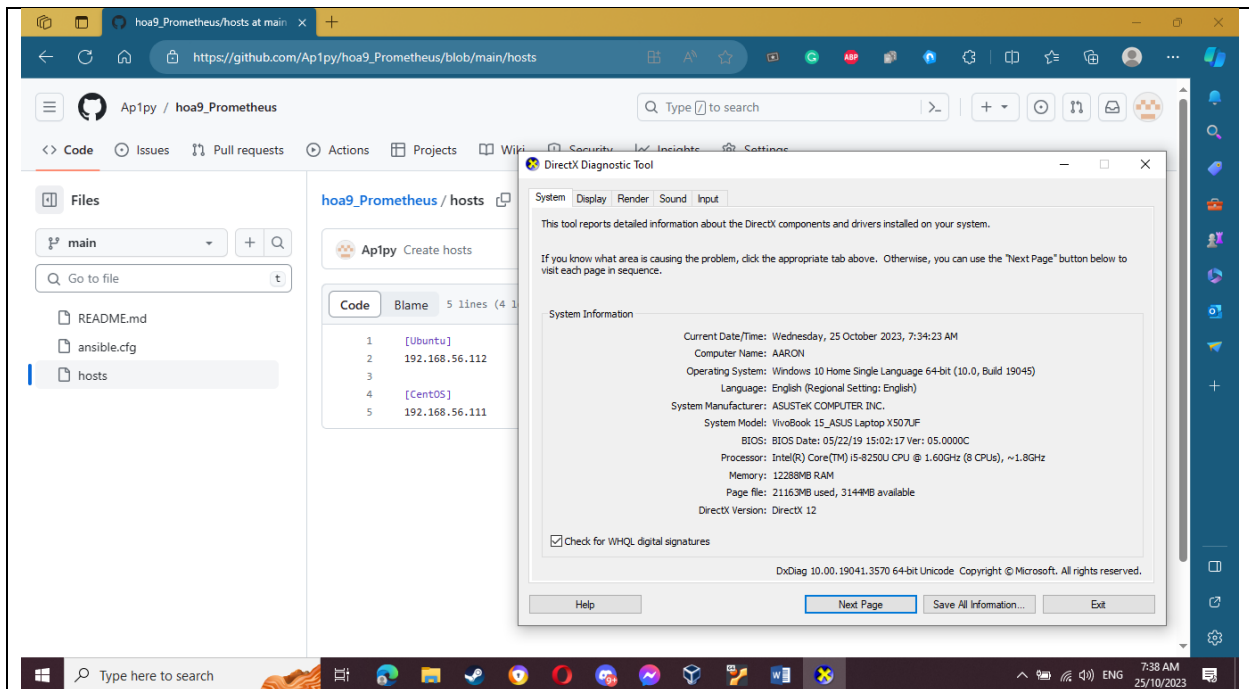 hoa9_Prometheus/hosts at main
https://github.com/Ap1py/hoa9_Prometheus/blob/main/hosts
ABP
Ap1py / hoa9_Prometheus
Type / to search
Code Issues Pull requests Actions Projects Wiki Security Insights Settings
Files
main
Go to file t
README.md
ansible.cfg
hosts
hoa9_Prometheus / hosts
Ap1py Create hosts
Code Blame 5 lines (4 l
1 [Ubuntu]
2 192.168.56.112
3
4 [CentOS]
5 192.168.56.111
DirectX Diagnostic Tool
System Display Render Sound Input
This tool reports detailed information about the DirectX components and drivers installed on your system.
If you know what area is causing the problem, click the appropriate tab above. Otherwise, you can use the "Next Page" button below to
visit each page in sequence.
System Information
Current Date/Time: Wednesday, 25 October 2023, 7:34:23 AM
Computer Name: AARON
Operating System: Windows 10 Home Single Language 64-bit (10.0, Build 19045)
Language: English (Regional Setting: English)
System Manufacturer: ASUSTeK COMPUTER INC.
System Model: VivoBook 15_ASUS Laptop X507UF
BIOS: BIOS Date: 05/22/19 15:02:17 Ver: 05.0000C
Processor: Intel(R) Core(TM) i5-8250U CPU @ 1.60GHz (8 CPUs), ~1.8GHz
Memory: 12288MB RAM
Page file: 21163MB used, 3144MB available
DirectX Version: DirectX 12
Check for WHQL digital signatures
DxDiag 10.00.19041.3570 64-bit Unicode Copyright © Microsoft. All rights reserved.
Help Next Page Save All Information... Exit
Type here to search
ENG
7:38 AM
25/10/2023